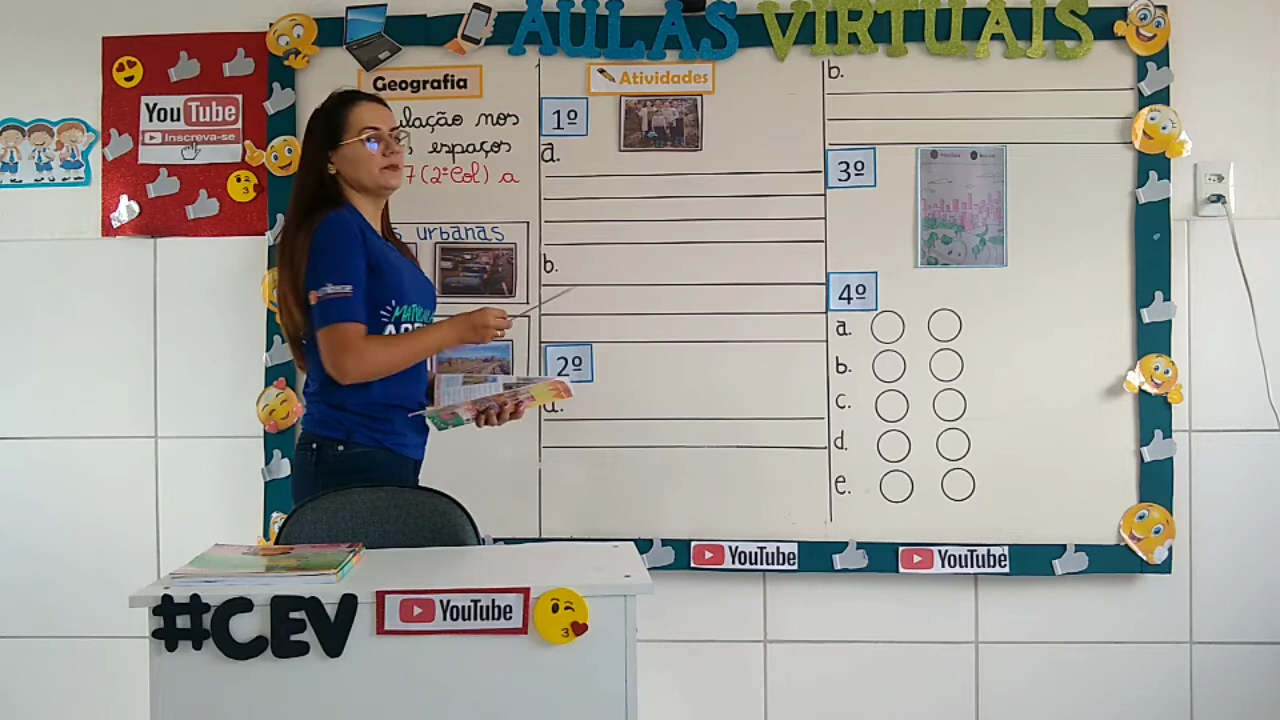 AULAS VIRTUAIS
YouTube
Inscreva-se
Geografia
lação nos
espaços
7 (2ª Col) a
urbanas
Atividades
1º
a.
b.
2º
a.
b.
3º
4º
a.
b.
c.
d.
e.
YouTube
YouTube
#CEV
YouTube